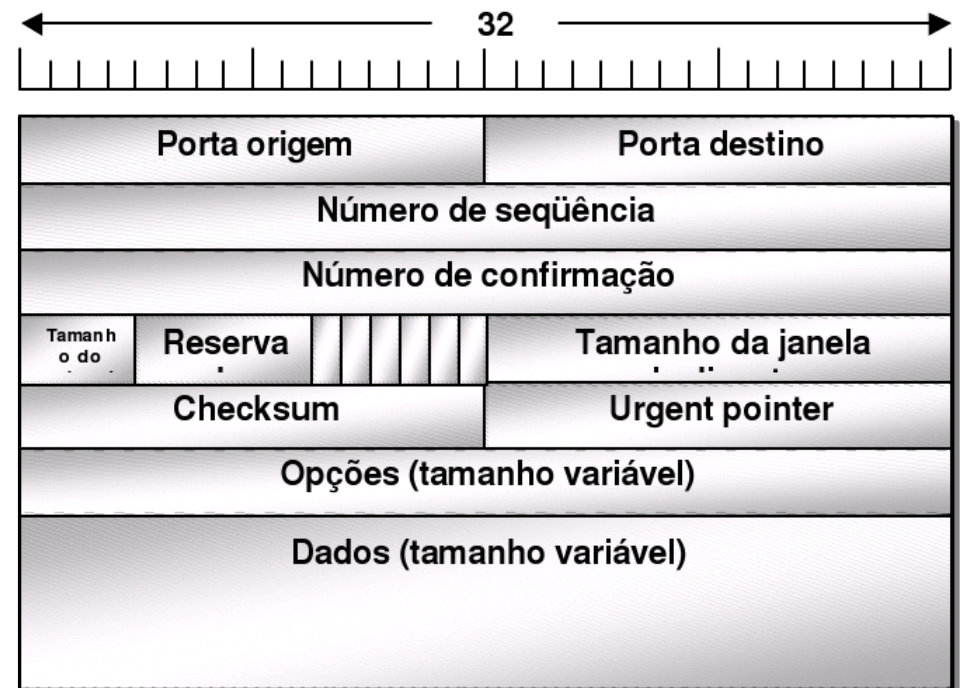 32
Porta origem
Porta destino
Número de seqüência
Número de confirmação
Tamanh
o do
Reserva
Tamanho da janela
Checksum
Urgent pointer
Opções (tamanho variável)
Dados (tamanho variável)